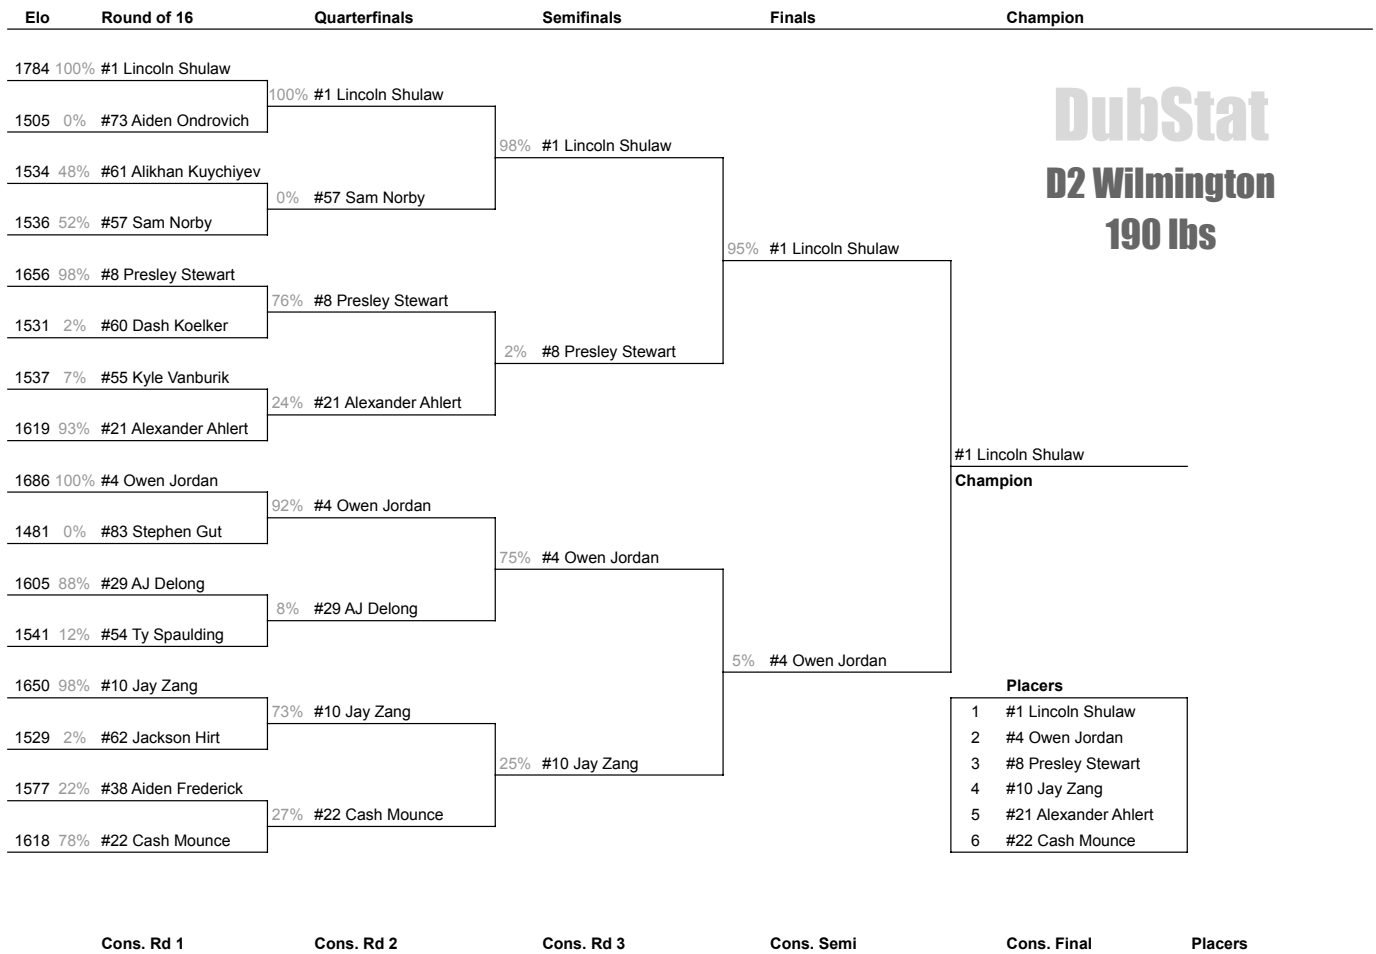 Elo Round of 16 Quarterfinals Semifinals Finals Champion
1784 100% #1 Lincoln Shulaw
100% #1 Lincoln Shulaw
1505 0% #73 Aiden Ondrovich
98% #1 Lincoln Shulaw
1534 48% #61 Alikhan Kuychiyev
0% #57 Sam Norby
1536 52% #57 Sam Norby
95% #1 Lincoln Shulaw
1656 98% #8 Presley Stewart
76% #8 Presley Stewart
1531 2% #60 Dash Koelker
2% #8 Presley Stewart
1537 7% #55 Kyle Vanburik
24% #21 Alexander Ahlert
1619 93% #21 Alexander Ahlert
#1 Lincoln Shulaw
Champion
1686 100% #4 Owen Jordan
92% #4 Owen Jordan
1481 0% #83 Stephen Gut
75% #4 Owen Jordan
1605 88% #29 AJ Delong
8% #29 AJ Delong
1541 12% #54 Ty Spaulding
5% #4 Owen Jordan
1650 98% #10 Jay Zang
73% #10 Jay Zang
1529 2% #62 Jackson Hirt
25% #10 Jay Zang
1577 22% #38 Aiden Frederick
27% #22 Cash Mounce
1618 78% #22 Cash Mounce
DubStat
D2 Wilmington
190 lbs
Placers
1 #1 Lincoln Shulaw
2 #4 Owen Jordan
3 #8 Presley Stewart
4 #10 Jay Zang
5 #21 Alexander Ahlert
6 #22 Cash Mounce
Cons. Rd 1 Cons. Rd 2 Cons. Rd 3 Cons. Semi Cons. Final Placers